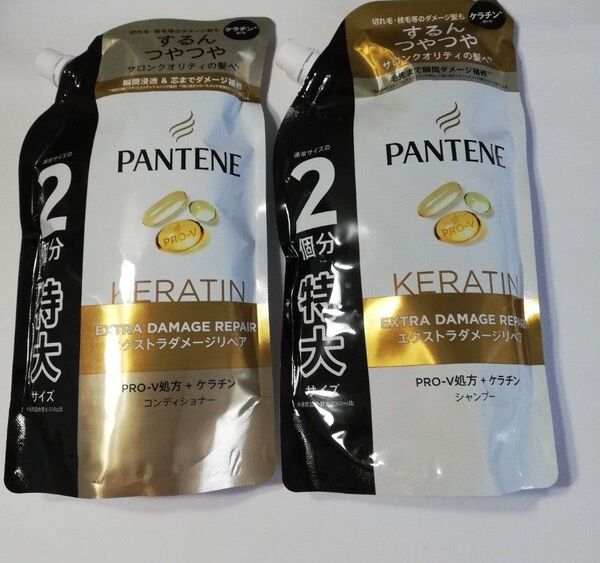 切れ毛・枝毛等のダメージ髪も
ケラチン
配合
するん
つやつや
サロンクオリティの髪へ
瞬間浸透 & 芯までダメージ補修
PANTENE
PRO-V
KERATIN
EXTRA DAMAGE REPAIR
エクストラダメージリペア
PRO-V処方 + ケラチン
コンディショナー
通常サイズの
2
個分
特大
サイズ
切れ毛・枝毛等のダメージ髪も
ケラチン
配合
するん
つやつや
サロンクオリティの髪へ
毛先まで瞬間ダメージ補修
PANTENE
PRO-V
KERATIN
EXTRA DAMAGE REPAIR
エクストラダメージリペア
PRO-V処方 + ケラチン
シャンプー
通常サイズの
2
個分
特大
サイズ